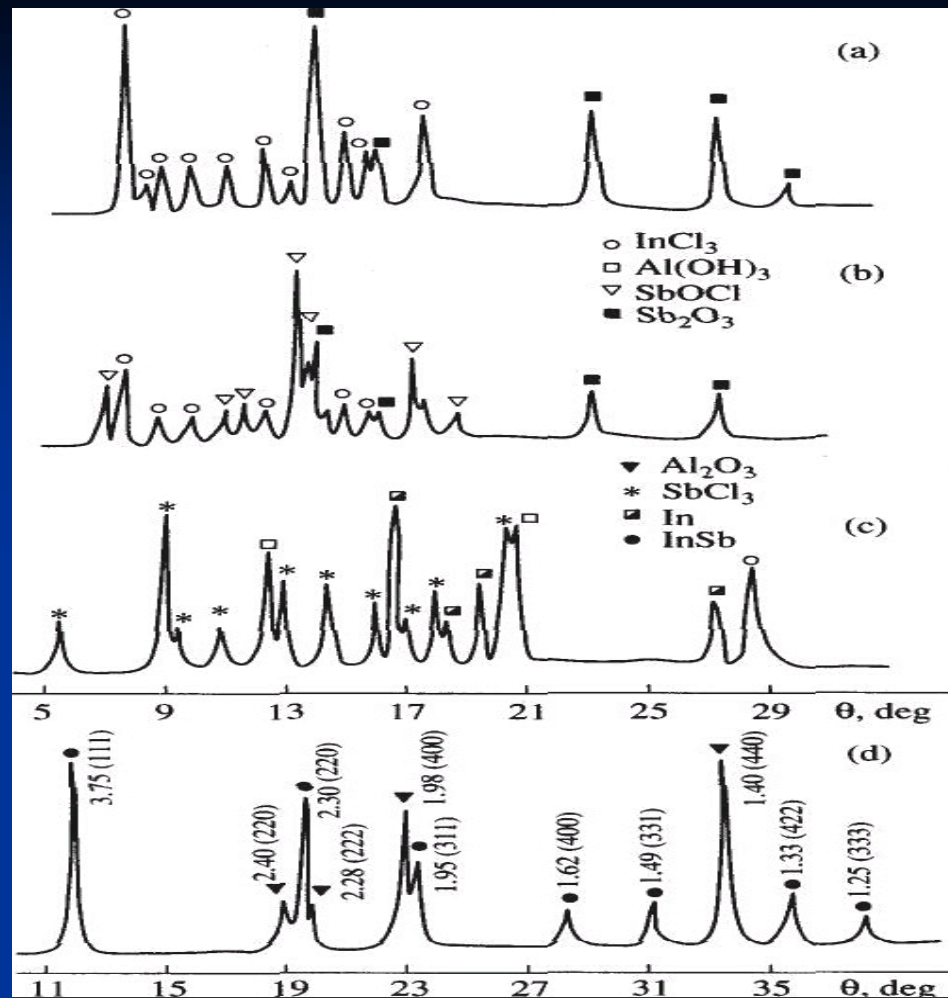 (a)
InCl₃
Al(OH)₃
SbOCl
Sb₂O₃
(b)
Al₂O₃
SbCl₃
In
InSb
(c)
5 9 13 17 21 25 29 θ, deg
(d)
3.75 (111)
2.40 (220)
2.30 (220)
2.28 (222)
1.98 (400)
1.95 (311)
1.62 (400)
1.49 (331)
1.40 (440)
1.33 (422)
1.25 (333)
11 15 19 23 27 31 35 θ, deg